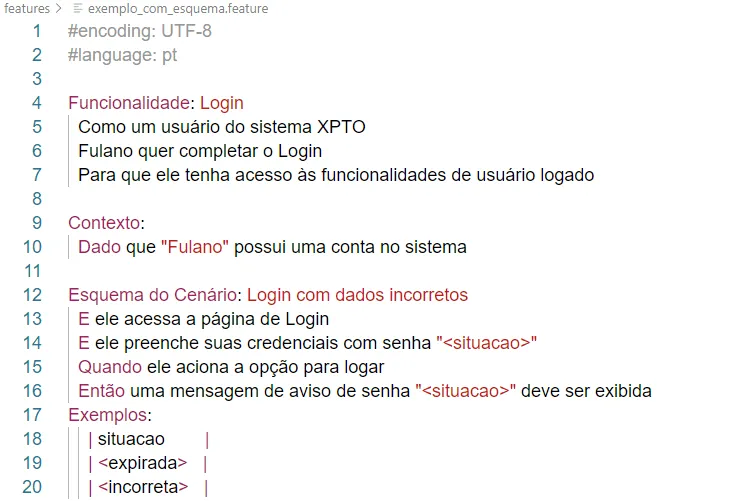 features > exemplo_com_esquema.feature
1 #encoding: UTF-8
2 #language: pt
3
4 Funcionalidade: Login
5 Como um usuário do sistema XPTO
6 Fulano quer completar o Login
7 Para que ele tenha acesso às funcionalidades de usuário logado
8
9 Contexto:
10 Dado que "Fulano" possui uma conta no sistema
11
12 Esquema do Cenário: Login com dados incorretos
13 E ele acessa a página de Login
14 E ele preenche suas credenciais com senha "<situacao>"
15 Quando ele aciona a opção para logar
16 Então uma mensagem de aviso de senha "<situacao>" deve ser exibida
17 Exemplos:
18 | situacao |
19 | <expirada> |
20 | <incorreta> |